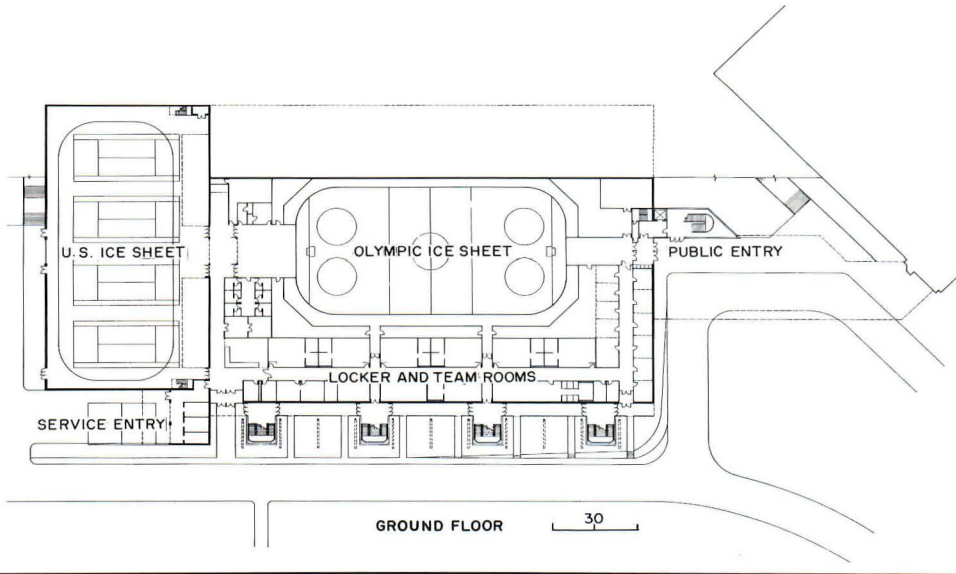 U.S. ICE SHEET
OLYMPIC ICE SHEET
PUBLIC ENTRY
LOCKER AND TEAM ROOMS
SERVICE ENTRY
GROUND FLOOR
30